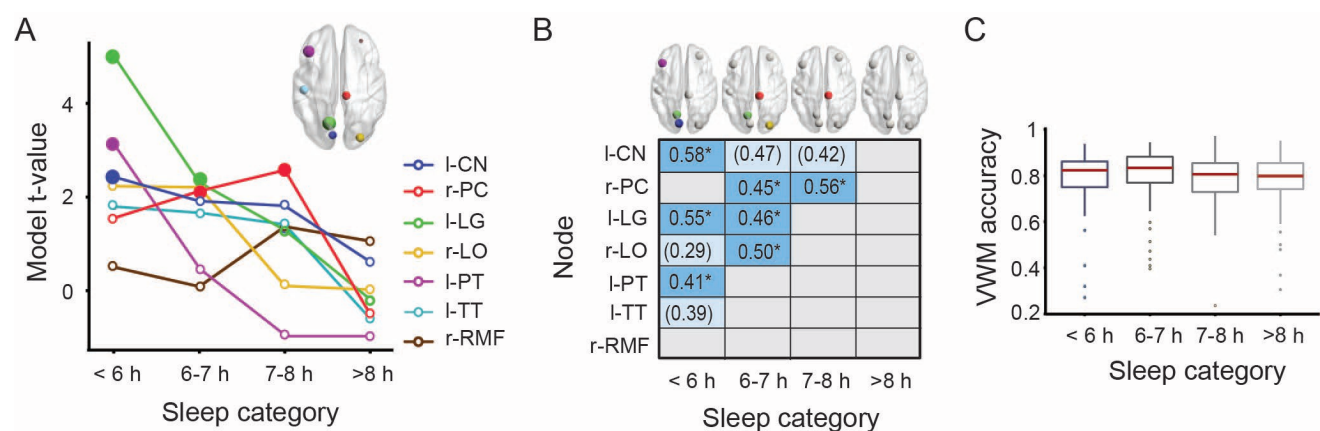 A
Model t-value
4
2
0
< 6 h 6-7 h 7-8 h >8 h
Sleep category
l-CN
r-PC
l-LG
r-LO
l-PT
l-TT
r-RMF
B
Node
l-CN 0.58* (0.47) (0.42)
r-PC 0.45* 0.56*
l-LG 0.55* 0.46*
r-LO (0.29) 0.50*
l-PT 0.41*
l-TT (0.39)
r-RMF
< 6 h 6-7 h 7-8 h >8 h
Sleep category
C
VWM accuracy
1
0.8
0.6
0.4
0.2
< 6 h 6-7 h 7-8 h >8 h
Sleep category